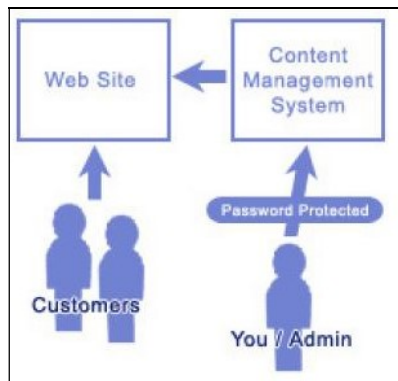 Web Site
Content
Management
System
Password Protected
Customers
You / Admin